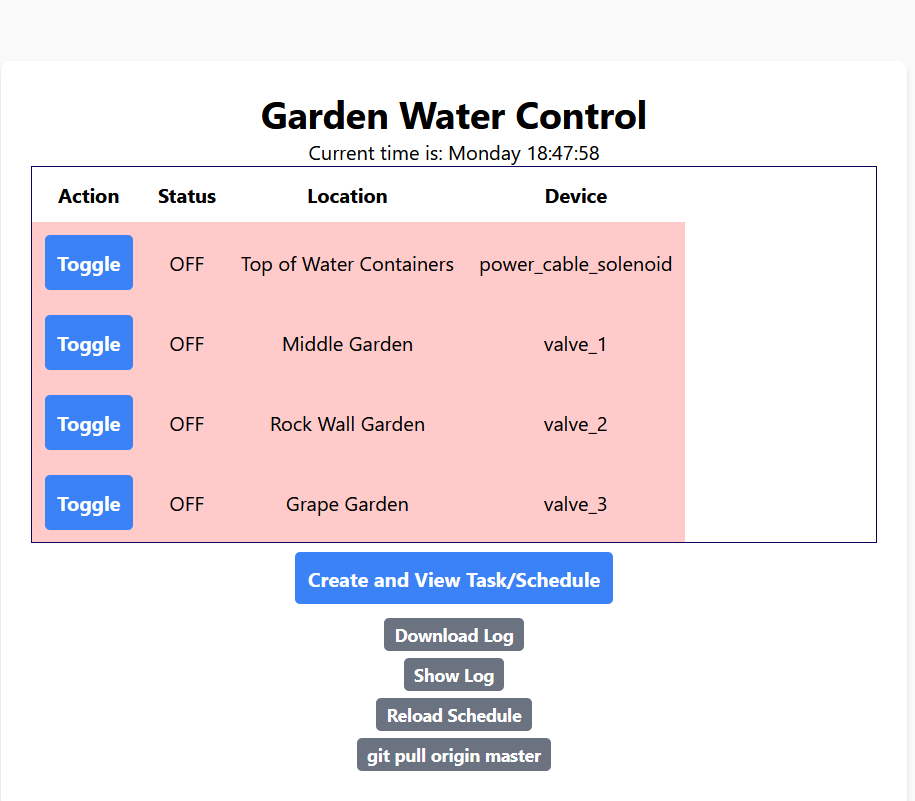 Garden Water Control
Current time is: Monday 18:47:58
Action Status Location Device
Toggle OFF Top of Water Containers power_cable_solenoid
Toggle OFF Middle Garden valve_1
Toggle OFF Rock Wall Garden valve_2
Toggle OFF Grape Garden valve_3
Create and View Task/Schedule
Download Log
Show Log
Reload Schedule
git pull origin master